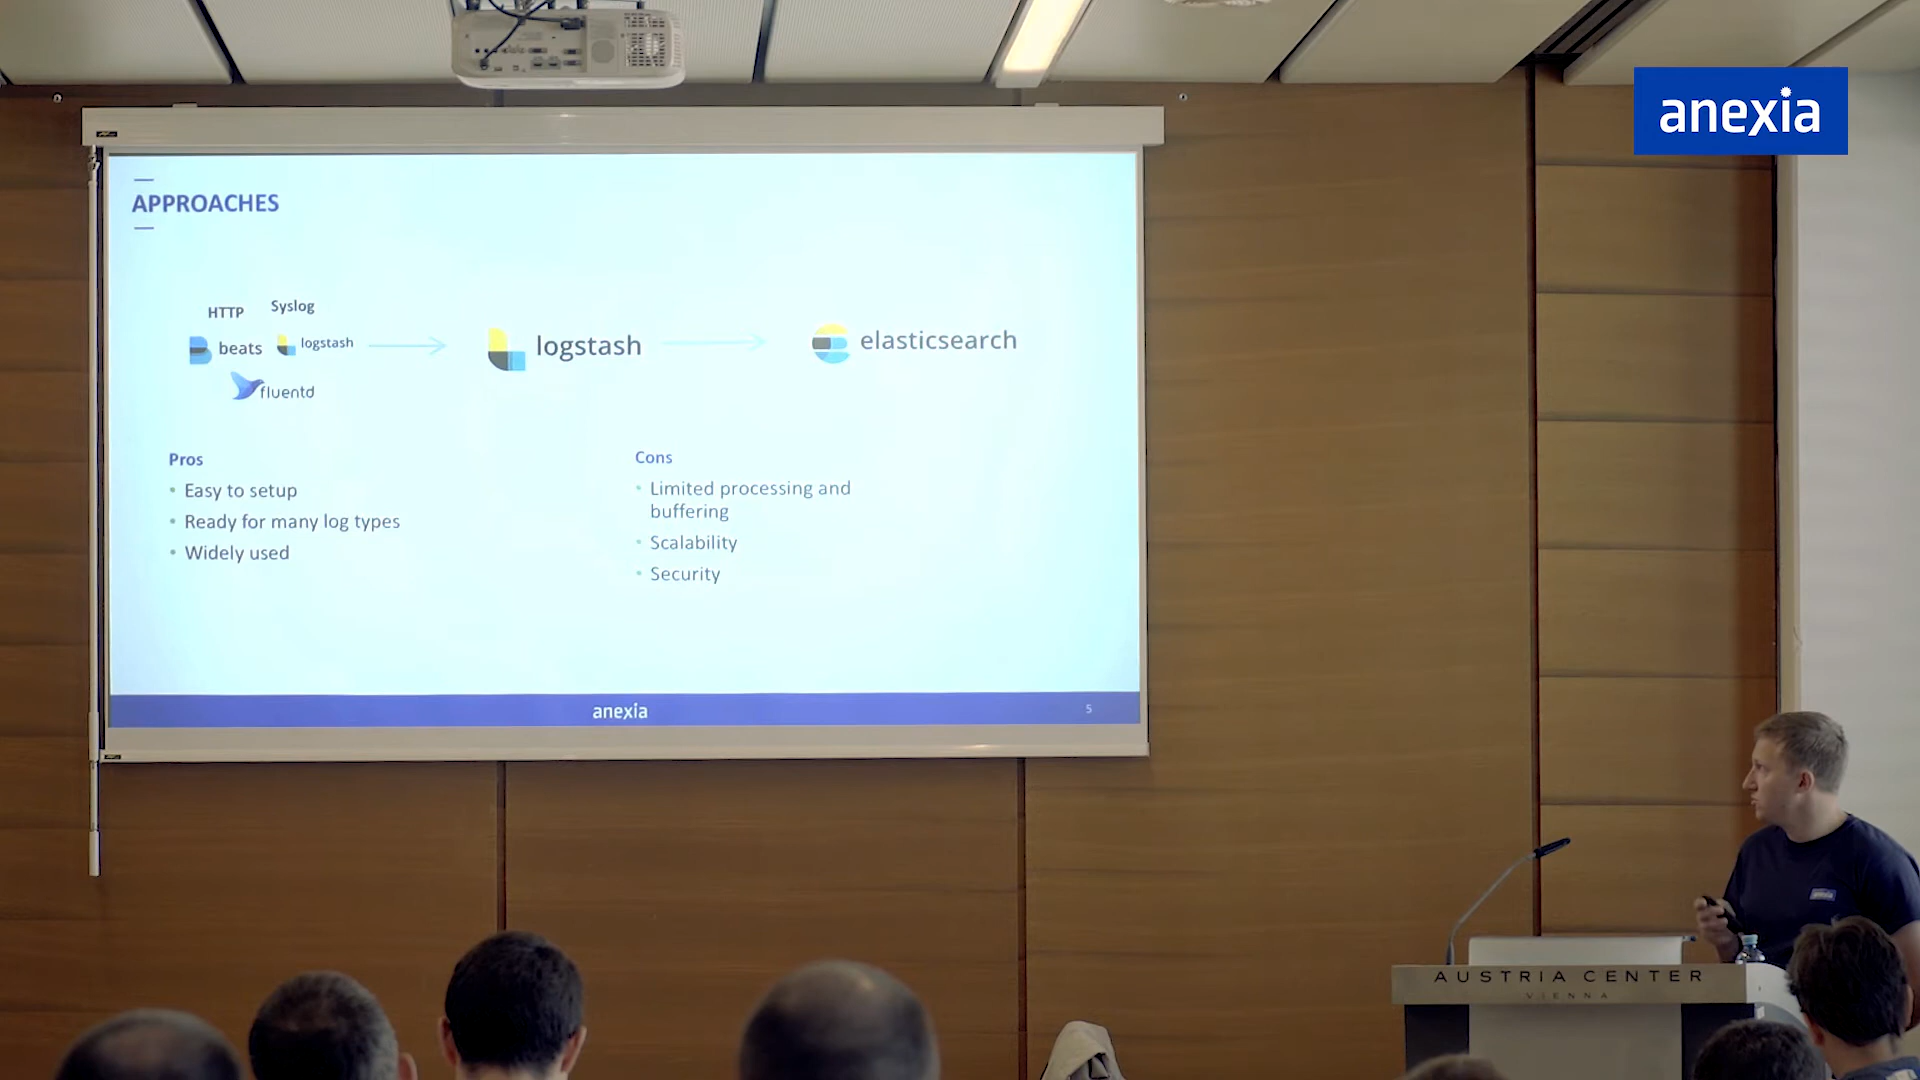 anexia
APPROACHES
HTTP
Syslog
beats
logstash
fluentd
logstash
elasticsearch
Pros
• Easy to setup
• Ready for many log types
• Widely used
Cons
• Limited processing and
buffering
• Scalability
• Security
anexia
5
anexia
AUSTRIA CENTER
VIENNA